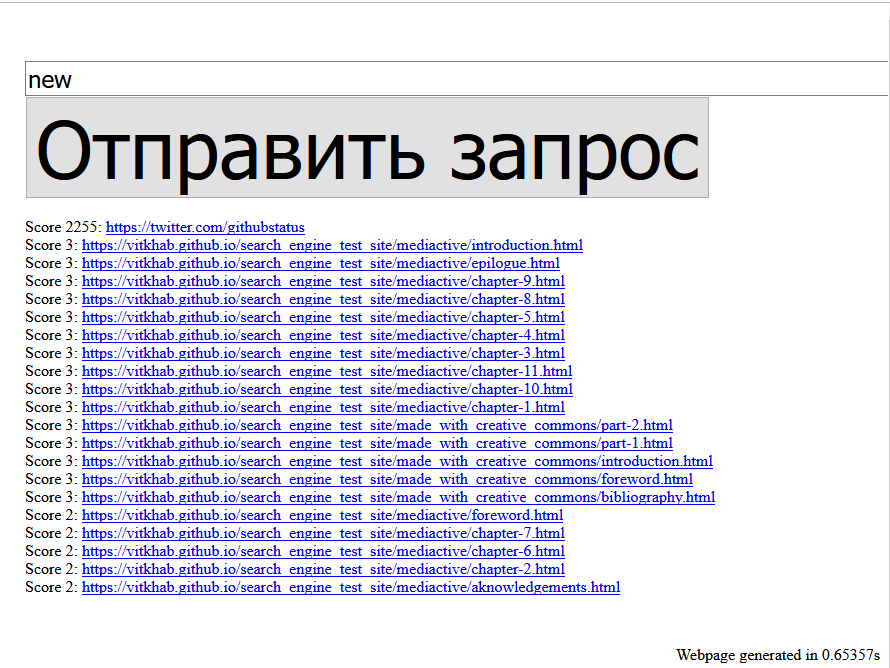 new
Отправить запрос
Score 2255: https://twitter.com/githubstatus
Score 3: https://vitkhab.github.io/search_engine_test_site/mediactive/introduction.html
Score 3: https://vitkhab.github.io/search_engine_test_site/mediactive/epilogue.html
Score 3: https://vitkhab.github.io/search_engine_test_site/mediactive/chapter-9.html
Score 3: https://vitkhab.github.io/search_engine_test_site/mediactive/chapter-8.html
Score 3: https://vitkhab.github.io/search_engine_test_site/mediactive/chapter-5.html
Score 3: https://vitkhab.github.io/search_engine_test_site/mediactive/chapter-4.html
Score 3: https://vitkhab.github.io/search_engine_test_site/mediactive/chapter-3.html
Score 3: https://vitkhab.github.io/search_engine_test_site/mediactive/chapter-11.html
Score 3: https://vitkhab.github.io/search_engine_test_site/mediactive/chapter-10.html
Score 3: https://vitkhab.github.io/search_engine_test_site/mediactive/chapter-1.html
Score 3: https://vitkhab.github.io/search_engine_test_site/made_with_creative_commons/part-2.html
Score 3: https://vitkhab.github.io/search_engine_test_site/made_with_creative_commons/part-1.html
Score 3: https://vitkhab.github.io/search_engine_test_site/made_with_creative_commons/introduction.html
Score 3: https://vitkhab.github.io/search_engine_test_site/made_with_creative_commons/foreword.html
Score 3: https://vitkhab.github.io/search_engine_test_site/made_with_creative_commons/bibliography.html
Score 2: https://vitkhab.github.io/search_engine_test_site/mediactive/foreword.html
Score 2: https://vitkhab.github.io/search_engine_test_site/mediactive/chapter-7.html
Score 2: https://vitkhab.github.io/search_engine_test_site/mediactive/chapter-6.html
Score 2: https://vitkhab.github.io/search_engine_test_site/mediactive/chapter-2.html
Score 2: https://vitkhab.github.io/search_engine_test_site/mediactive/aknowledgements.html
Webpage generated in 0.65357s